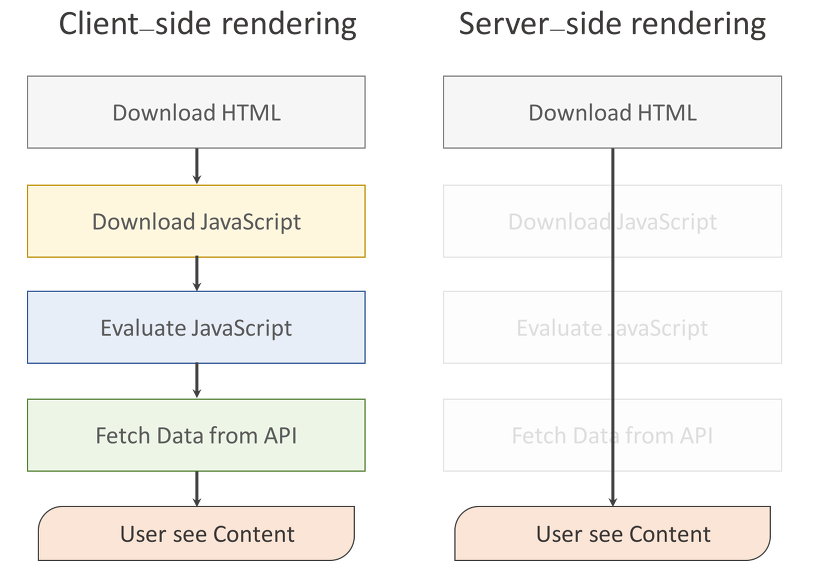 Client–side rendering
Download HTML
Download JavaScript
Evaluate JavaScript
Fetch Data from API
User see Content
Server–side rendering
Download HTML
Download JavaScript
Evaluate JavaScript
Fetch Data from API
User see Content